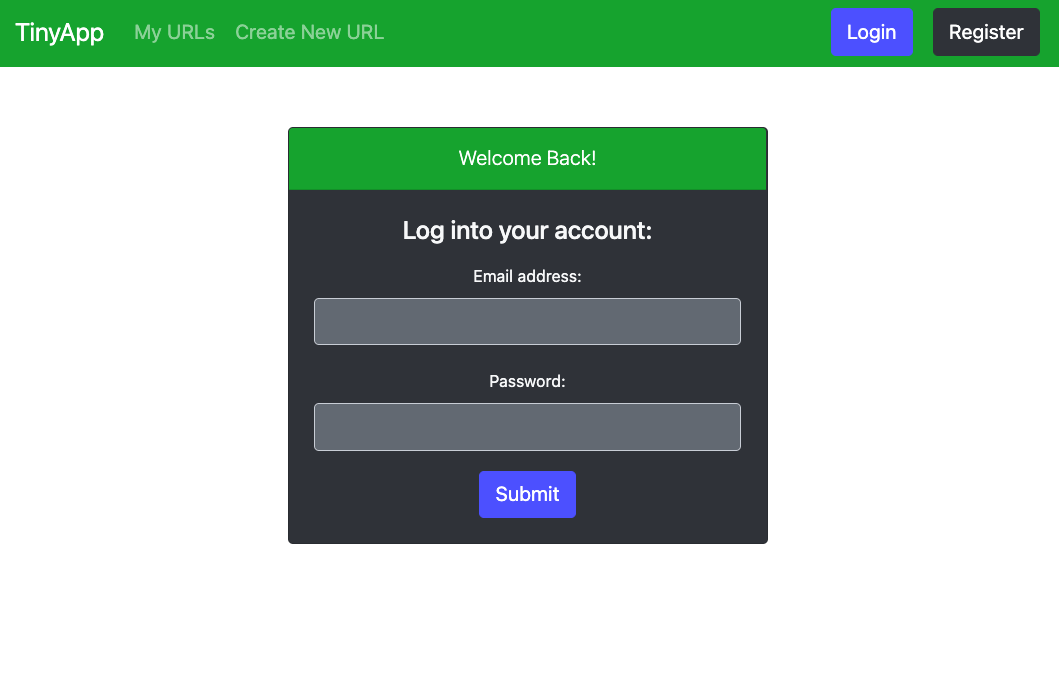 TinyApp My URLs Create New URL Login Register
Welcome Back!
Log into your account:
Email address:
Password:
Submit